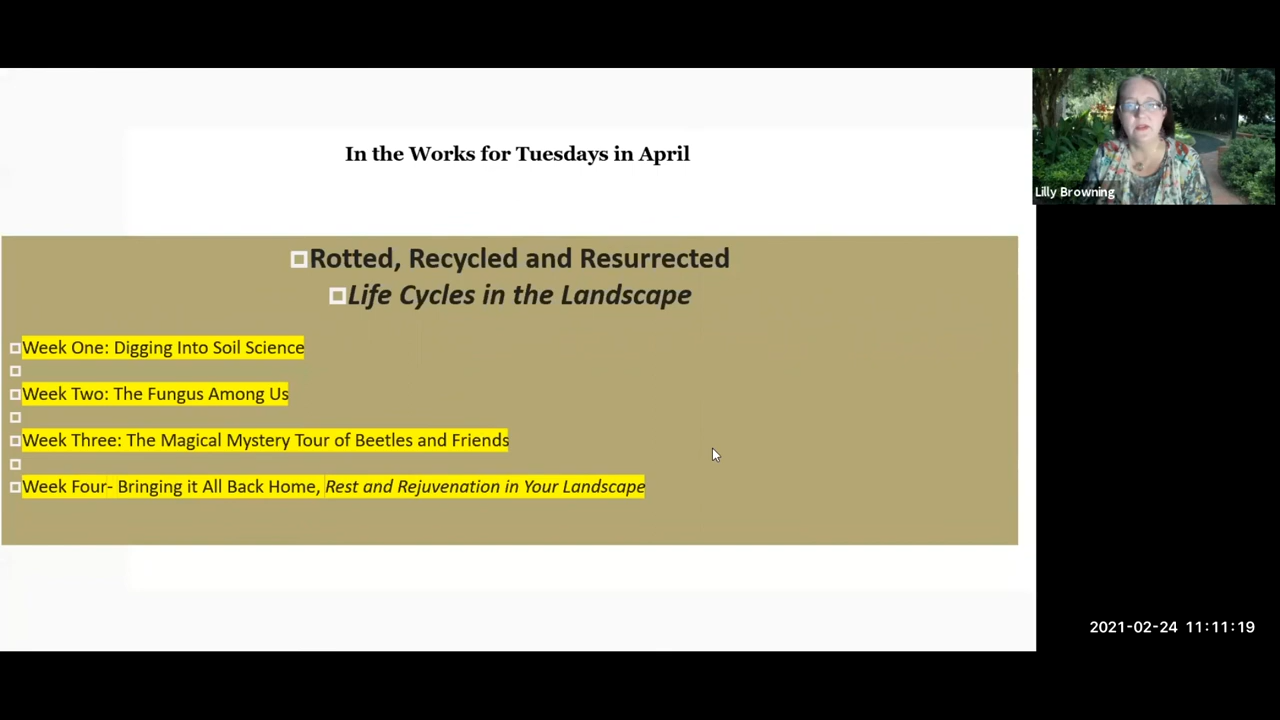 In the Works for Tuesdays in April
Rotted, Recycled and Resurrected
Life Cycles in the Landscape
Week One: Digging Into Soil Science
Week Two: The Fungus Among Us
Week Three: The Magical Mystery Tour of Beetles and Friends
Week Four- Bringing it All Back Home, Rest and Rejuvenation in Your Landscape
Lilly Browning
2021-02-24 11:11:19